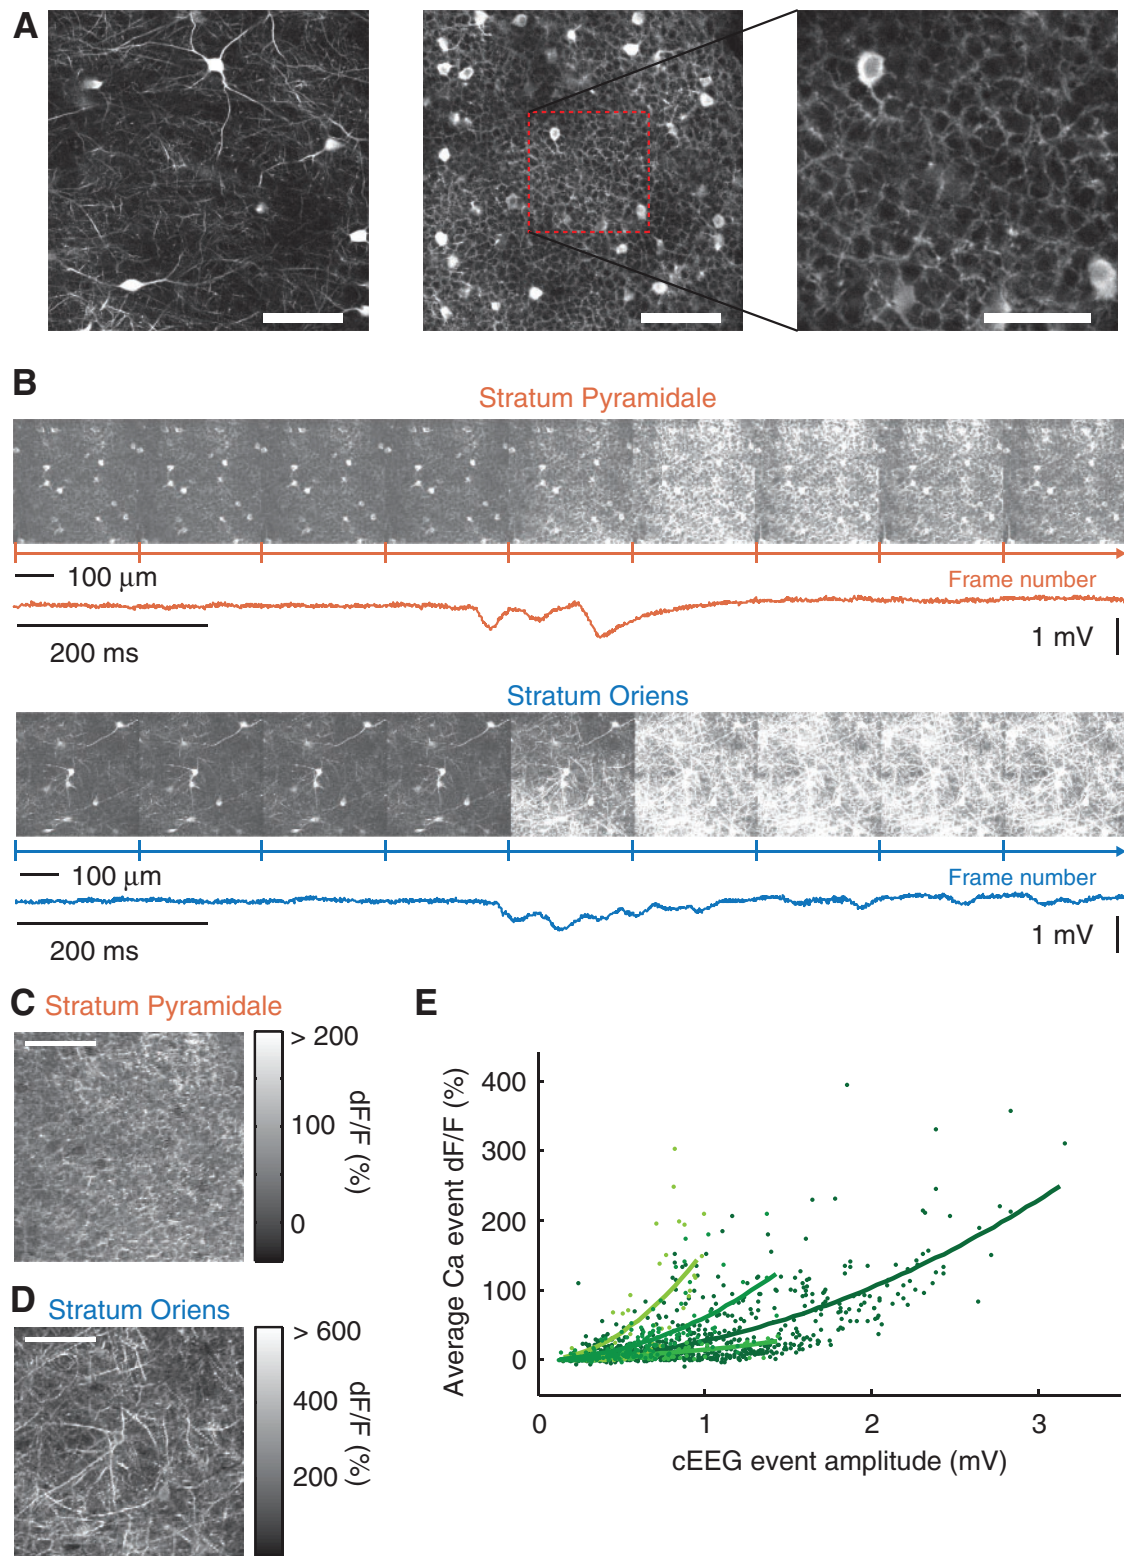 A
B
Stratum Pyramidale
100 μm
Frame number
200 ms
1 mV
Stratum Oriens
100 μm
Frame number
200 ms
1 mV
C Stratum Pyramidale
> 200
100
0
dF/F (%)
D Stratum Oriens
> 600
400
200
dF/F (%)
E
Average Ca event dF/F (%)
400
300
200
100
0
0 1 2 3
cEEG event amplitude (mV)